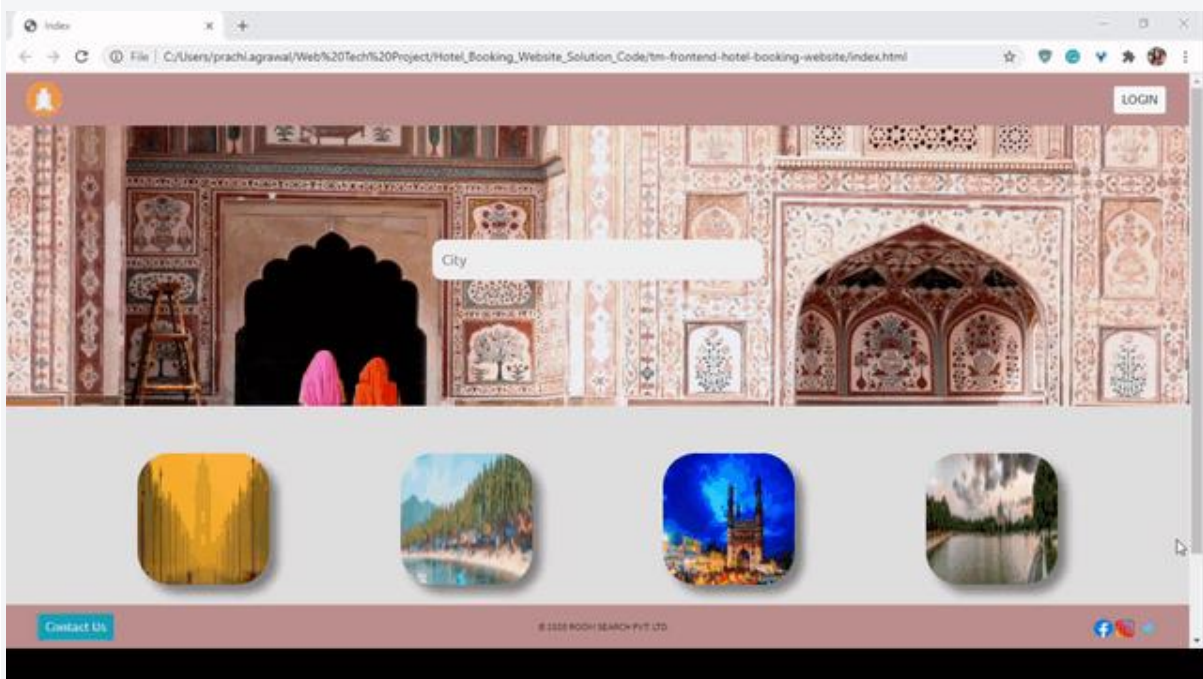 Index
File | C:/Users/prachi.agrawal/Web%20Tech%20Project/Hotel_Booking_Website_Solution_Code/tm-frontend-hotel-booking-website/index.html
LOGIN
City
Contact Us
© 2020 ROOM SEARCH PVT. LTD.